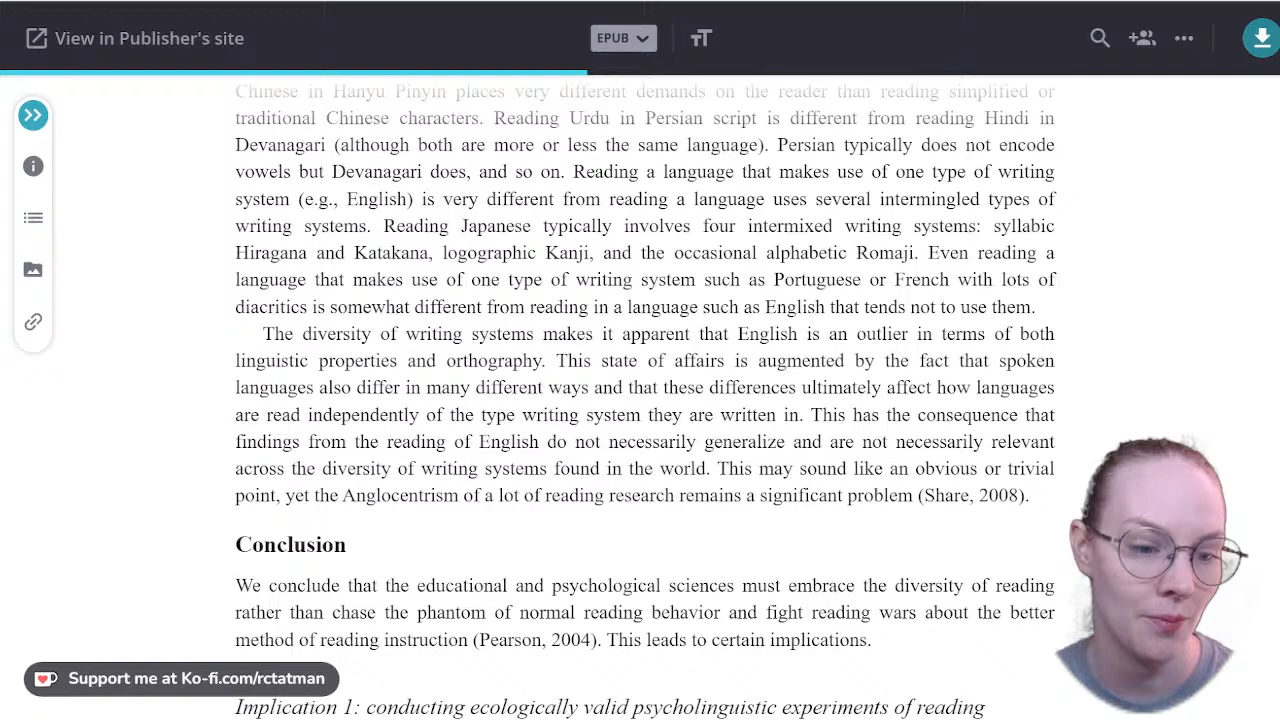 View in Publisher's site
EPUB
Chinese in Hanyu Pinyin places very different demands on the reader than reading simplified or
traditional Chinese characters. Reading Urdu in Persian script is different from reading Hindi in
Devanagari (although both are more or less the same language). Persian typically does not encode
vowels but Devanagari does, and so on. Reading a language that makes use of one type of writing
system (e.g., English) is very different from reading a language uses several intermingled types of
writing systems. Reading Japanese typically involves four intermixed writing systems: syllabic
Hiragana and Katakana, logographic Kanji, and the occasional alphabetic Romaji. Even reading a
language that makes use of one type of writing system such as Portuguese or French with lots of
diacritics is somewhat different from reading in a language such as English that tends not to use them.
The diversity of writing systems makes it apparent that English is an outlier in terms of both
linguistic properties and orthography. This state of affairs is augmented by the fact that spoken
languages also differ in many different ways and that these differences ultimately affect how languages
are read independently of the type writing system they are written in. This has the consequence that
findings from the reading of English do not necessarily generalize and are not necessarily relevant
across the diversity of writing systems found in the world. This may sound like an obvious or trivial
point, yet the Anglocentrism of a lot of reading research remains a significant problem (Share, 2008).
Conclusion
We conclude that the educational and psychological sciences must embrace the diversity of reading
rather than chase the phantom of normal reading behavior and fight reading wars about the better
method of reading instruction (Pearson, 2004). This leads to certain implications.
Support me at Ko-fi.com/rctatman
Implication 1: conducting ecologically valid psycholinguistic experiments of reading